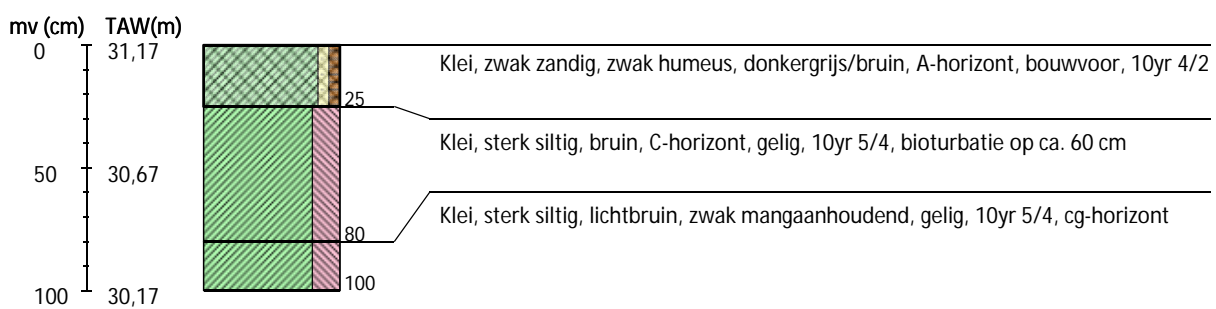 mv (cm) TAW(m)
0 31,17
Klei, zwak zandig, zwak humeus, donkergrijs/bruin, A-horizont, bouwvoor, 10yr 4/2
25
Klei, sterk siltig, bruin, C-horizont, gelig, 10yr 5/4, bioturbatie op ca. 60 cm
50 30,67
Klei, sterk siltig, lichtbruin, zwak mangaanhoudend, gelig, 10yr 5/4, cg-horizont
80
100
100 30,17